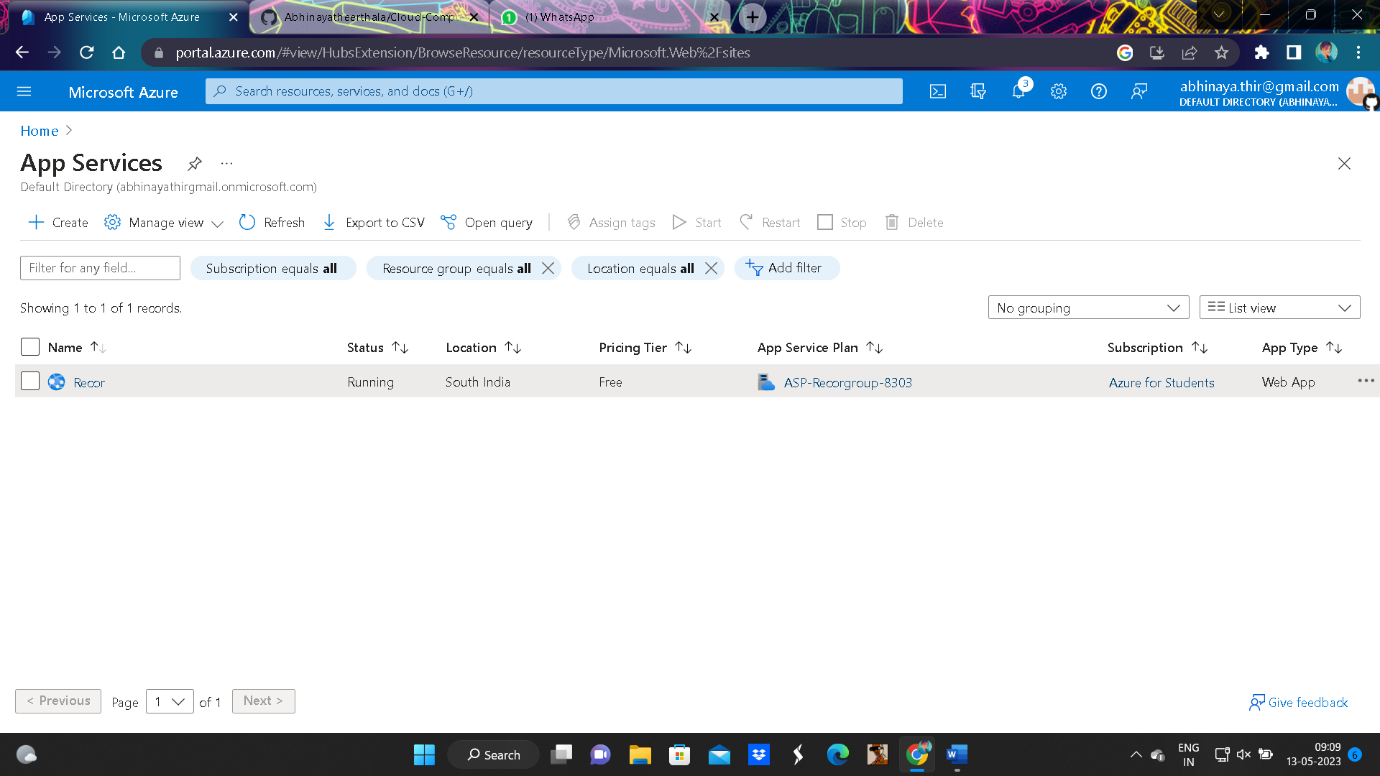 App Services - Microsoft Azure
Abhinayatheerthala/Cloud-Comp
(1) WhatsApp
portal.azure.com/#view/HubsExtension/BrowseResource/resourceType/Microsoft.Web%2Fsites
Microsoft Azure
Search resources, services, and docs (G+/)
3
abhinaya.thir@gmail.com
DEFAULT DIRECTORY (ABHINAYA...
Home
App Services
...
Default Directory (abhinayathirgmail.onmicrosoft.com)
Create
Manage view
Refresh
Export to CSV
Open query
Assign tags
Start
Restart
Stop
Delete
Filter for any field...
Subscription equals all
Resource group equals all
Location equals all
Add filter
Showing 1 to 1 of 1 records.
No grouping
List view
Name Status Location Pricing Tier App Service Plan Subscription App Type
Recor Running South India Free ASP-Recorgroup-8303 Azure for Students Web App
< Previous Page 1 of 1 Next >
Give feedback
Search
ENG
IN
09:09
13-05-2023
6